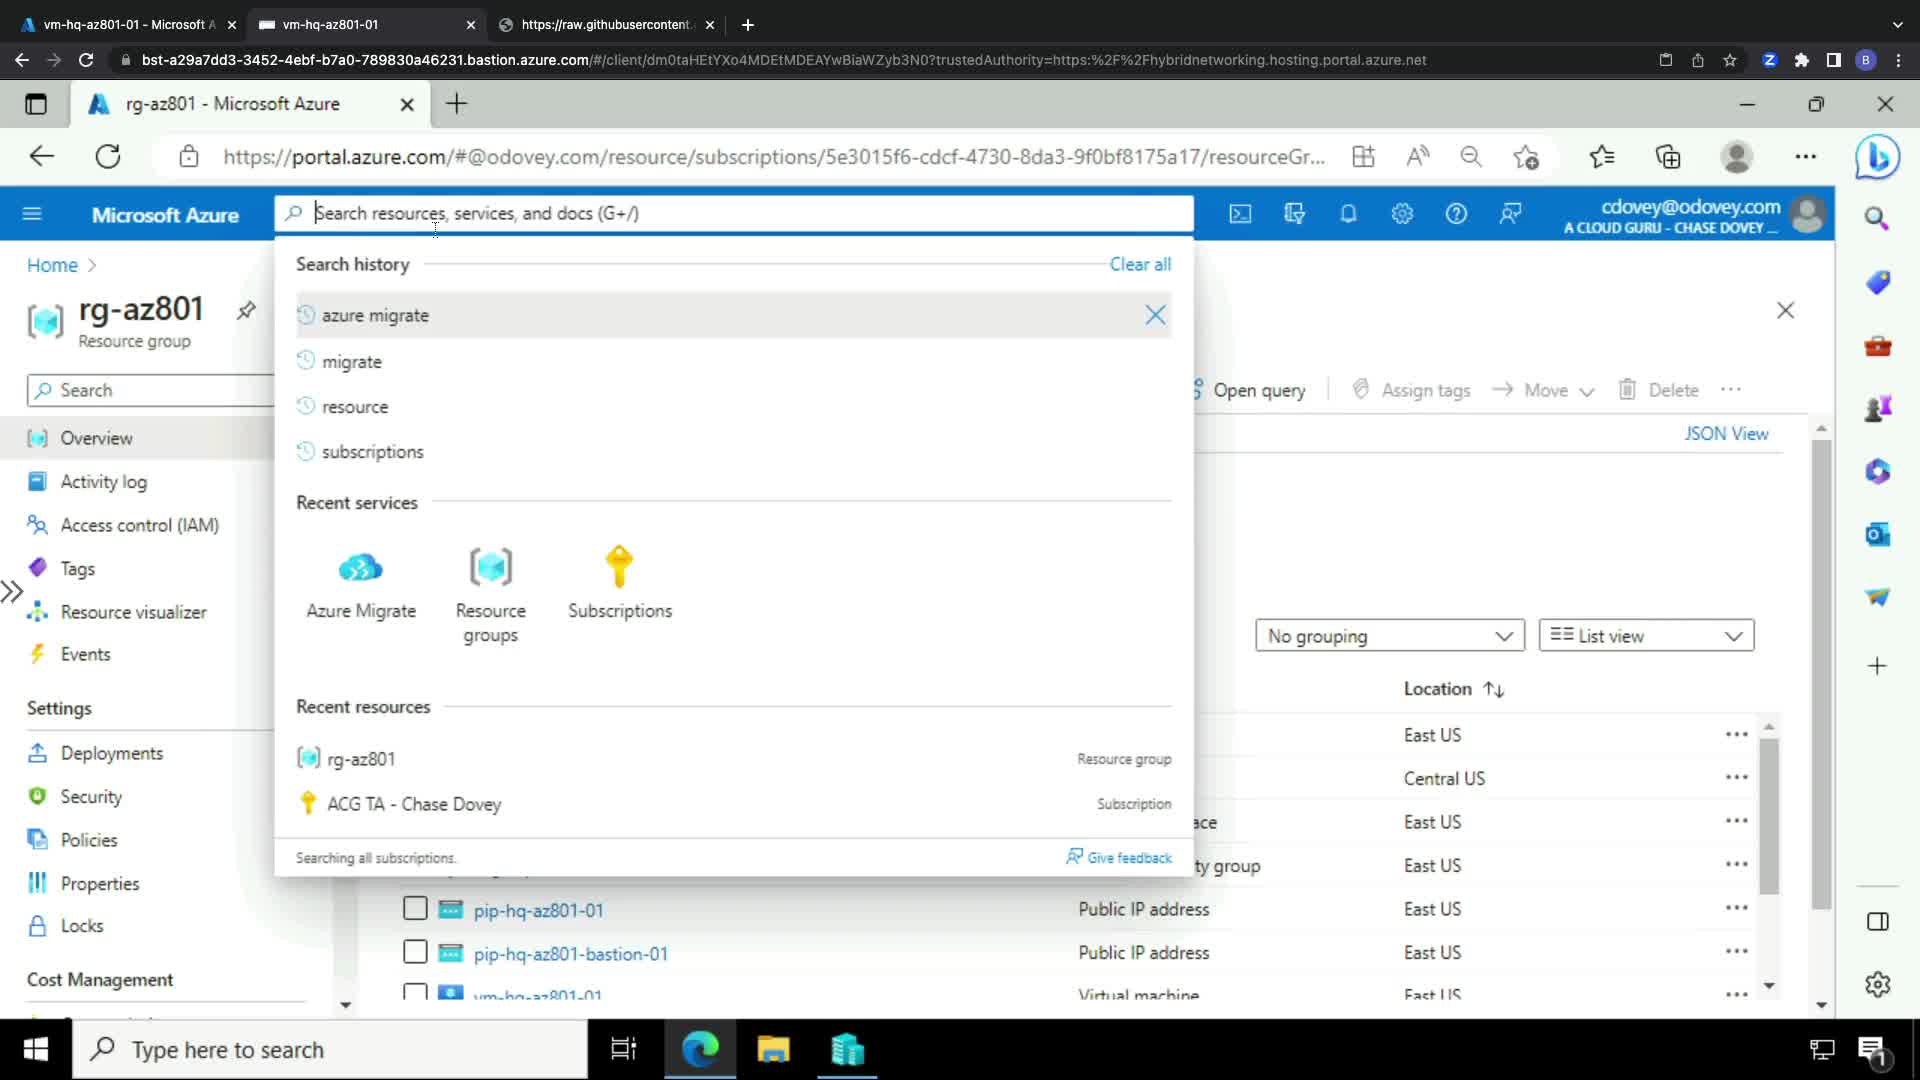 vm-hq-az801-01 - Microsoft A
vm-hq-az801-01
https://raw.githubusercontent.
bst-a29a7dd3-3452-4ebf-b7a0-789830a46231.bastion.azure.com/#/client/dm0taHEtYXo4MDEtMDEAYwBiaWZyb3N0?trustedAuthority=https:%2F%2Fhybridnetworking.hosting.portal.azure.net
B
rg-az801 - Microsoft Azure
https://portal.azure.com/#@odovey.com/resource/subscriptions/5e3015f6-cdcf-4730-8da3-9f0bf8175a17/resourceGr...
Microsoft Azure
Search resources, services, and docs (G+/)
cdovey@odovey.com
A CLOUD GURU - CHASE DOVEY ...
Home
rg-az801
Resource group
Search
Overview
Activity log
Access control (IAM)
Tags
Resource visualizer
Events
Settings
Deployments
Security
Policies
Properties
Locks
Cost Management
Search history
Clear all
azure migrate
migrate
resource
subscriptions
Recent services
Azure Migrate
Resource groups
Subscriptions
Recent resources
rg-az801
Resource group
ACG TA - Chase Dovey
Subscription
Searching all subscriptions.
Give feedback
Open query
Assign tags
Move
Delete
JSON View
No grouping
List view
Location
East US
Central US
ace
East US
ty group
East US
pip-hq-az801-01
Public IP address
East US
pip-hq-az801-bastion-01
Public IP address
East US
vm-hq-az801-01
Virtual machine
East US
Type here to search
1